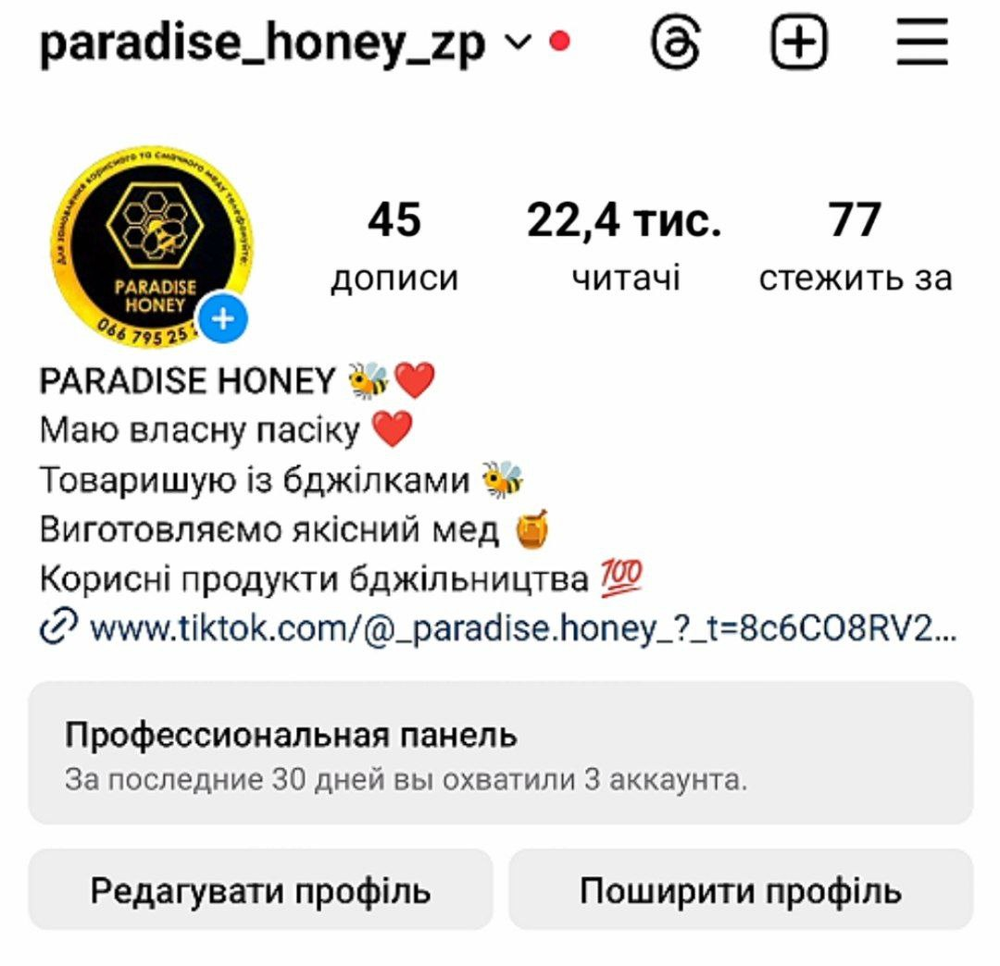 paradise_honey_zp
Для замовлення корисного та смачного меду телефонуйте:
PARADISE
HONEY
066 795 25
45
дописи
22,4 тис.
читачі
77
стежить за
PARADISE HONEY 🐝❤️
Маю власну пасіку ❤️
Товаришую із бджілками 🐝
Виготовляємо якісний мед 🍯
Корисні продукти бджільництва 💯
www.tiktok.com/@_paradise.honey_?_t=8c6CO8RV2...
Профессиональная панель
За последние 30 дней вы охватили 3 аккаунта.
Редагувати профіль
Поширити профіль